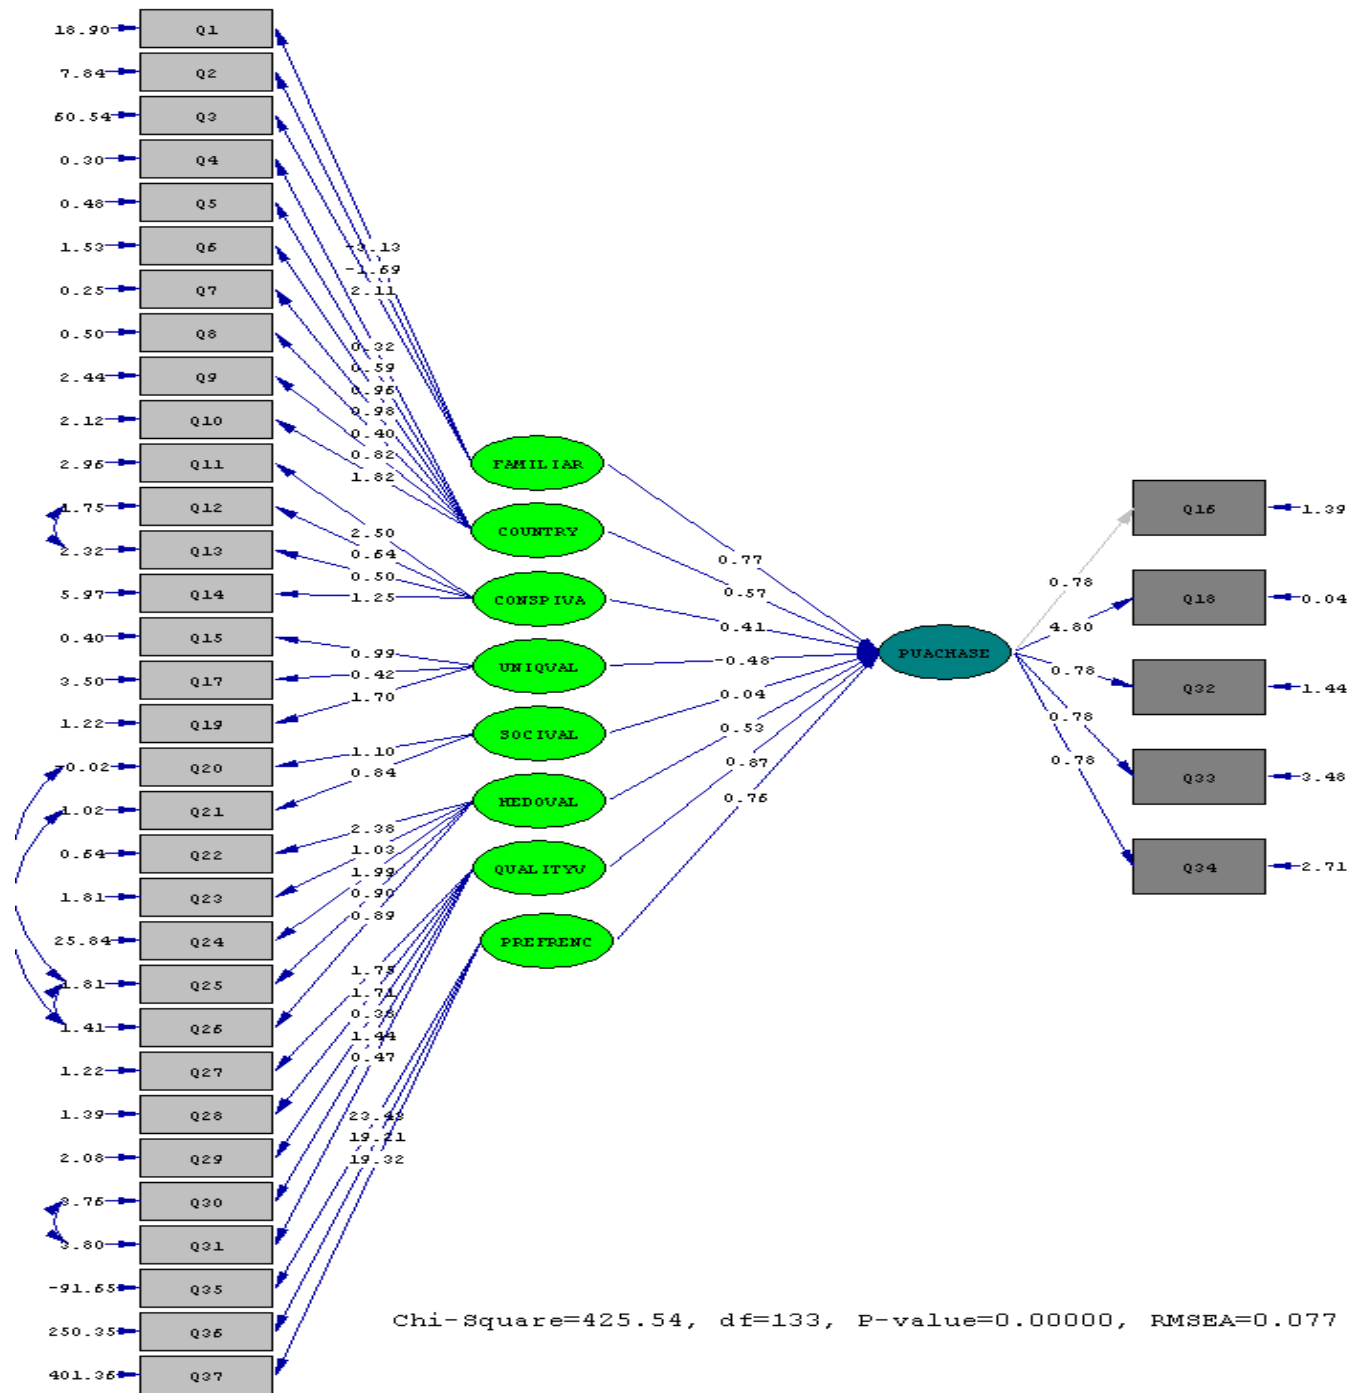 18.90 Q1
7.84 Q2
60.54 Q3
0.30 Q4
0.48 Q5
1.53 Q6
0.25 Q7
0.50 Q8
2.44 Q9
2.12 Q10
2.96 Q11
1.75 Q12
2.32 Q13
5.97 Q14
0.40 Q15
3.50 Q17
1.22 Q19
-0.02 Q20
1.02 Q21
0.64 Q22
1.81 Q23
25.84 Q24
1.81 Q25
1.41 Q26
1.22 Q27
1.39 Q28
2.08 Q29
3.76 Q30
3.80 Q31
-91.65 Q35
250.35 Q36
401.36 Q37
-3.13
-1.69
2.11
0.32
0.59
0.96
0.98
0.40
0.82
1.82
2.50
0.64
0.50
1.25
0.99
0.42
1.70
1.10
0.84
2.38
1.03
1.99
0.90
0.89
1.79
1.71
0.38
1.44
0.47
23.43
19.21
19.32
FAMILIAR
COUNTRY
CONSPIVA
UNIQVAL
SOCIVAL
HEDOVAL
QUALITYV
PREFRENC
0.77
0.57
0.41
-0.48
0.04
0.53
0.87
0.76
PUACHASE
0.78
4.80
0.78
0.78
0.78
Q16 1.39
Q18 0.04
Q32 1.44
Q33 3.48
Q34 2.71
Chi-Square=425.54, df=133, P-value=0.00000, RMSEA=0.077